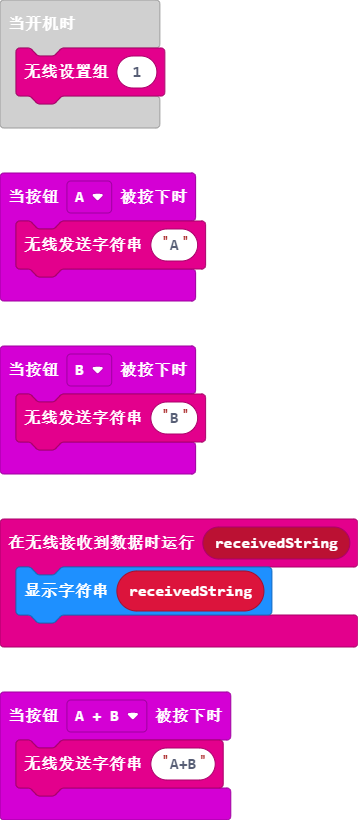 当开机时
无线设置组 1
当按钮 A 被按下时
无线发送字符串 "A"
当按钮 B 被按下时
无线发送字符串 "B"
在无线接收到数据时运行 receivedString
显示字符串 receivedString
当按钮 A + B 被按下时
无线发送字符串 "A+B"